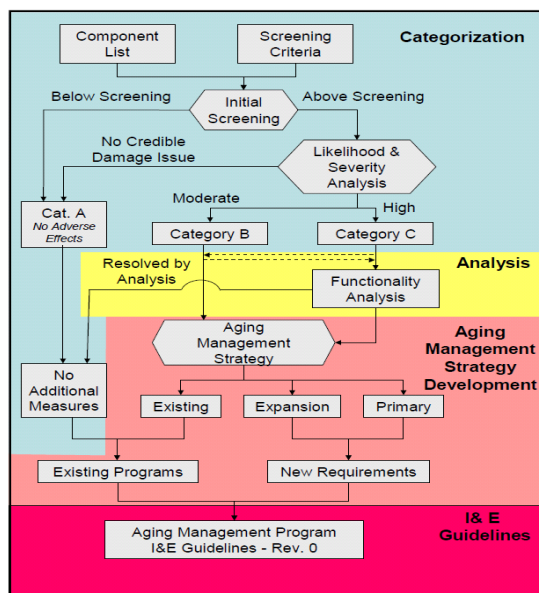 Component
List
Screening
Criteria
Categorization
Below Screening
Initial
Screening
Above Screening
No Credible
Damage Issue
Likelihood &
Severity
Analysis
Moderate
High
Cat. A
No Adverse
Effects
Category B
Category C
Analysis
Resolved by
Analysis
Functionality
Analysis
Aging
Management
Strategy
Aging
Management
Strategy
Development
No
Additional
Measures
Existing
Expansion
Primary
Existing Programs
New Requirements
I& E
Guidelines
Aging Management Program
I&E Guidelines - Rev. 0